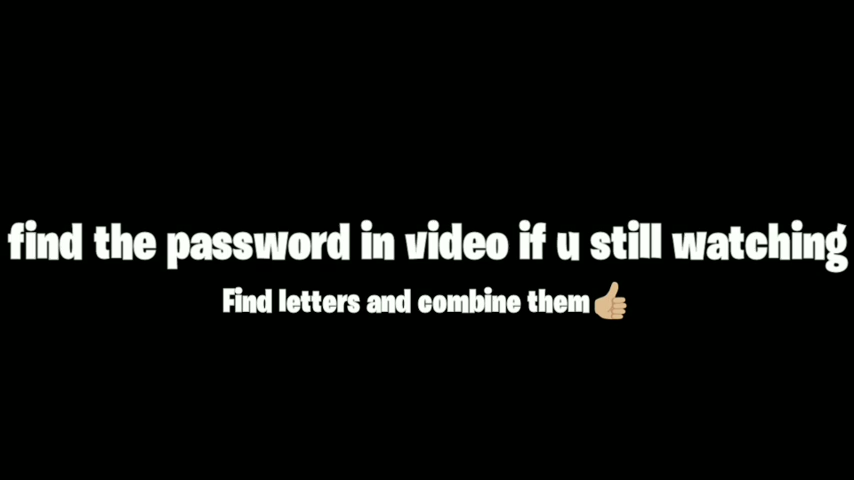 find the password in video if u still watching
Find letters and combine them👍🏼